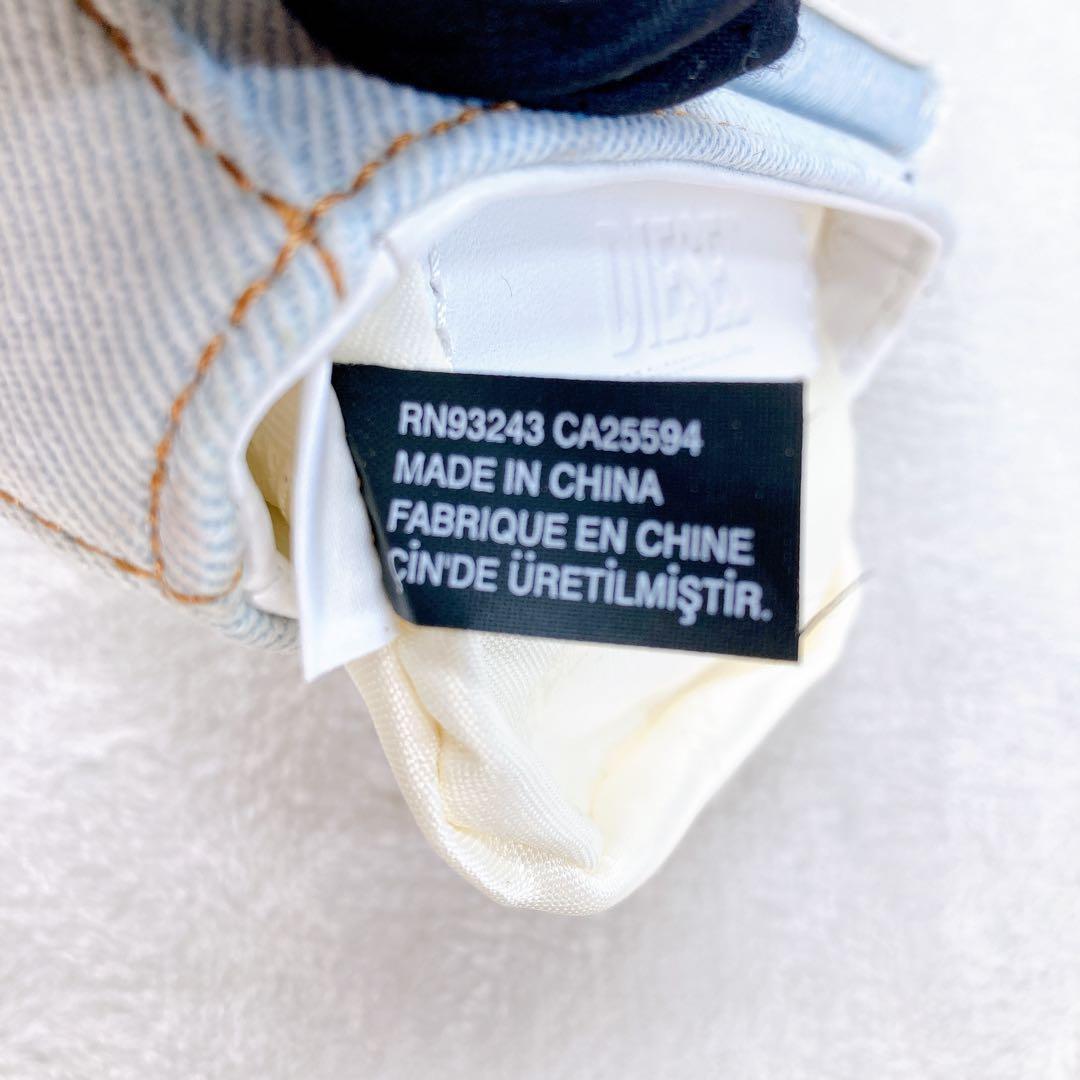 DIESEL
RN93243 CA25594
MADE IN CHINA
FABRIQUE EN CHINE
ÇİN'DE ÜRETİLMİŞTİR.